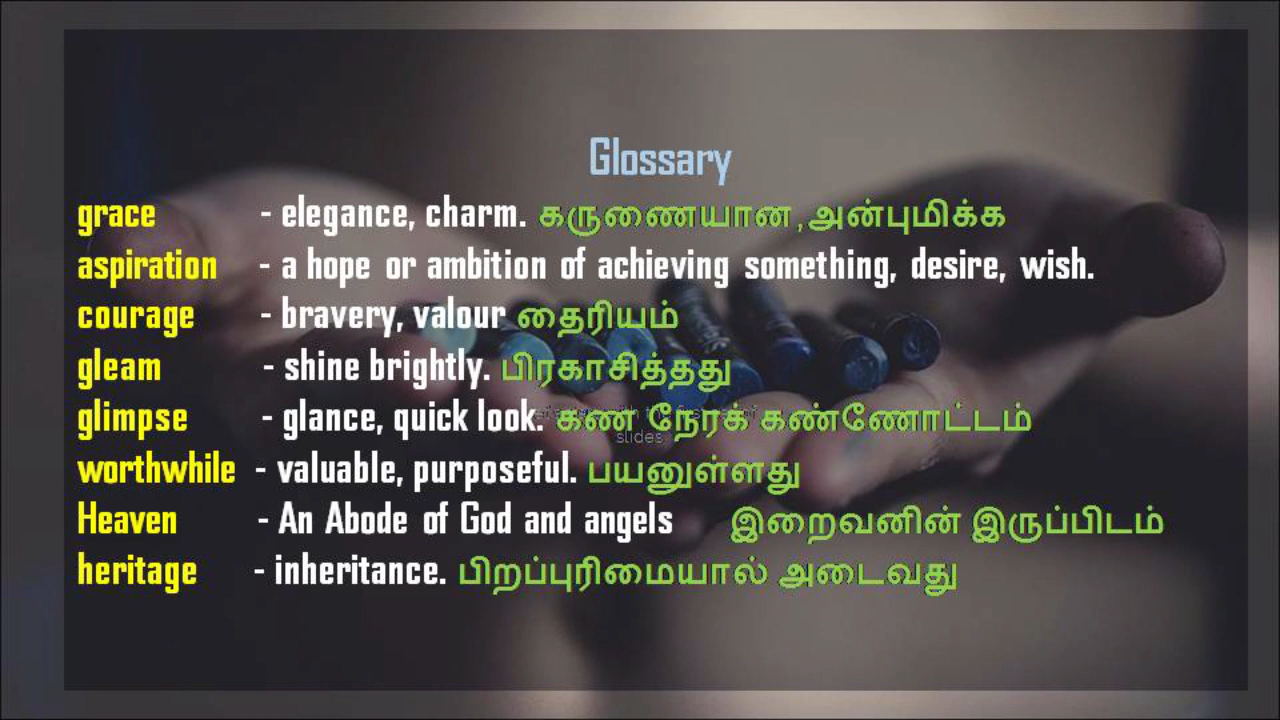 Glossary
grace - elegance, charm. கருணையான,அன்புமிக்க
aspiration - a hope or ambition of achieving something, desire, wish.
courage - bravery, valour தைரியம்
gleam - shine brightly. பிரகாசித்தது
glimpse - glance, quick look. கண நேரக் கண்ணோட்டம்
slides
worthwhile - valuable, purposeful. பயனுள்ளது
Heaven - An Abode of God and angels இறைவனின் இருப்பிடம்
heritage - inheritance. பிறப்புரிமையால் அடைவது